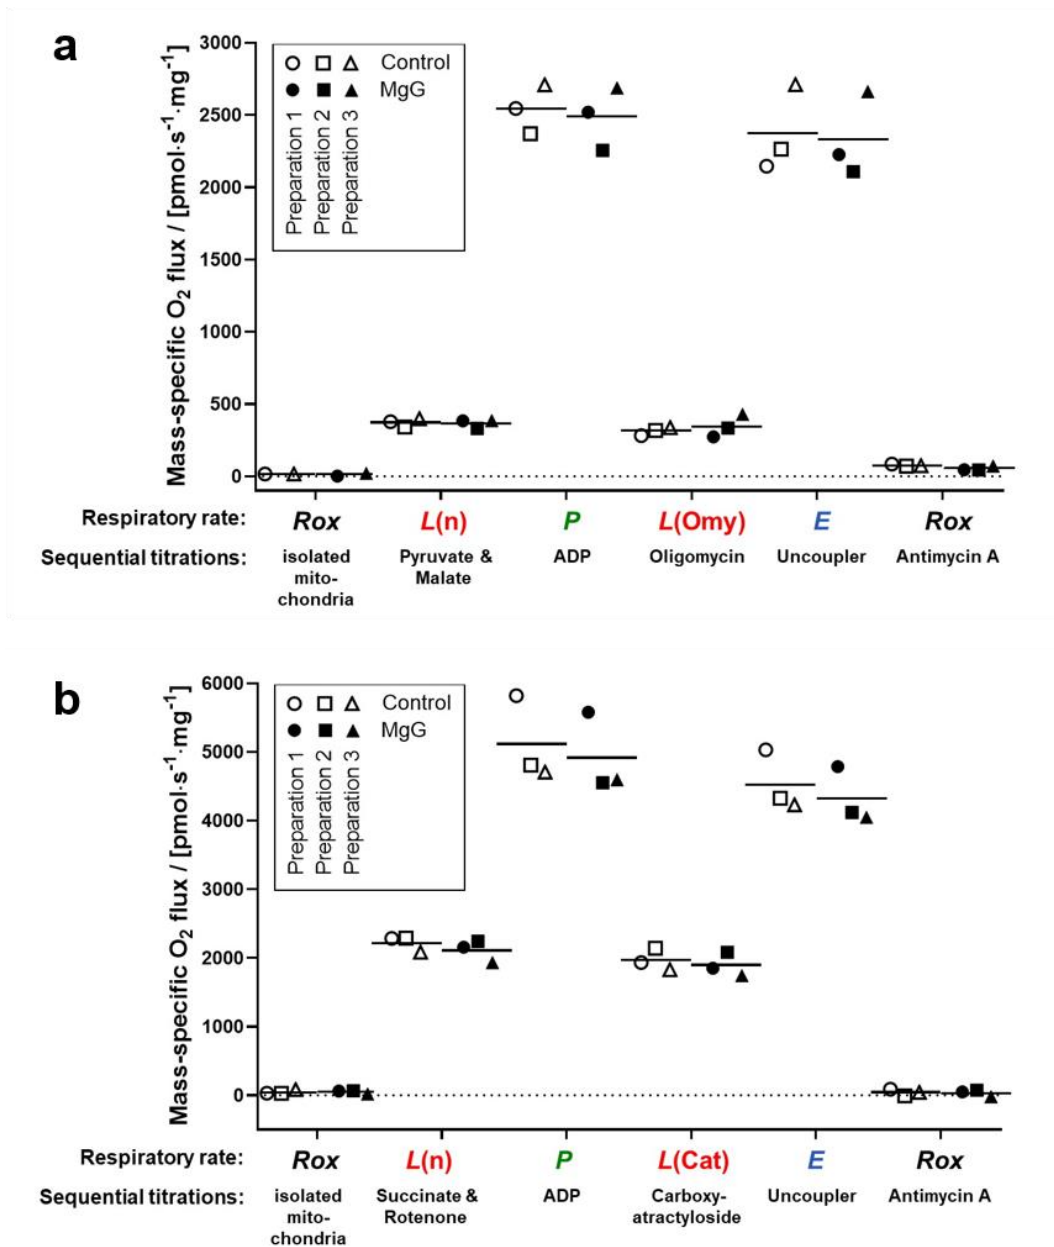 a
Mass-specific O₂ flux / [pmol·s⁻¹·mg⁻¹]
3000
2500
2000
1500
1000
500
0
Control
MgG
Preparation 1
Preparation 2
Preparation 3
Respiratory rate: Rox L(n) P L(Omy) E Rox
Sequential titrations: isolated Pyruvate & ADP Oligomycin Uncoupler Antimycin A
mito- Malate
chondria
b
Mass-specific O₂ flux / [pmol·s⁻¹·mg⁻¹]
6000
5000
4000
3000
2000
1000
0
Control
MgG
Preparation 1
Preparation 2
Preparation 3
Respiratory rate: Rox L(n) P L(Cat) E Rox
Sequential titrations: isolated Succinate & ADP Carboxy- Uncoupler Antimycin A
mito- Rotenone atractyloside
chondria